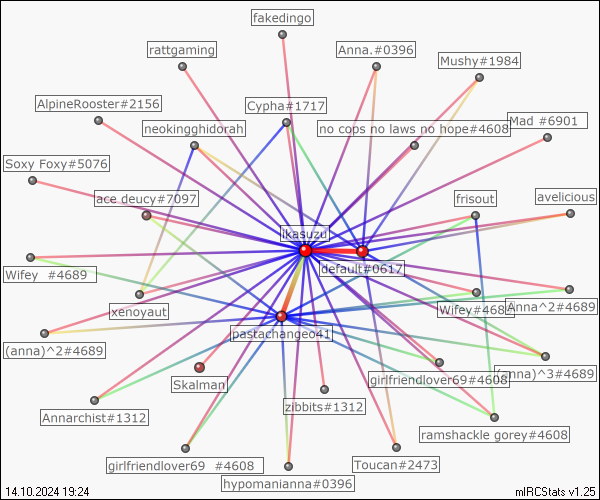 fakedingo
rattgaming
Anna.#0396
Mushy#1984
AlpineRooster#2156
Cypha#1717
neokingghidorah
no cops no laws no hope#4608
Mad #6901
Soxy Foxy#5076
ace deucy#7097
frisout
avelicious
ikasuzu
default#0617
Wifey #4689
xenoyaut
Wifey#4689
Anna^2#4689
pastachangeo41
(anna)^2#4689
girlfriendlover69#4608
(anna)^3#4689
Skalman
zibbits#1312
Annarchist#1312
ramshackle gorey#4608
girlfriendlover69 #4608
Toucan#2473
hypomanianna#0396
14.10.2024 19:24
mIRCStats v1.25